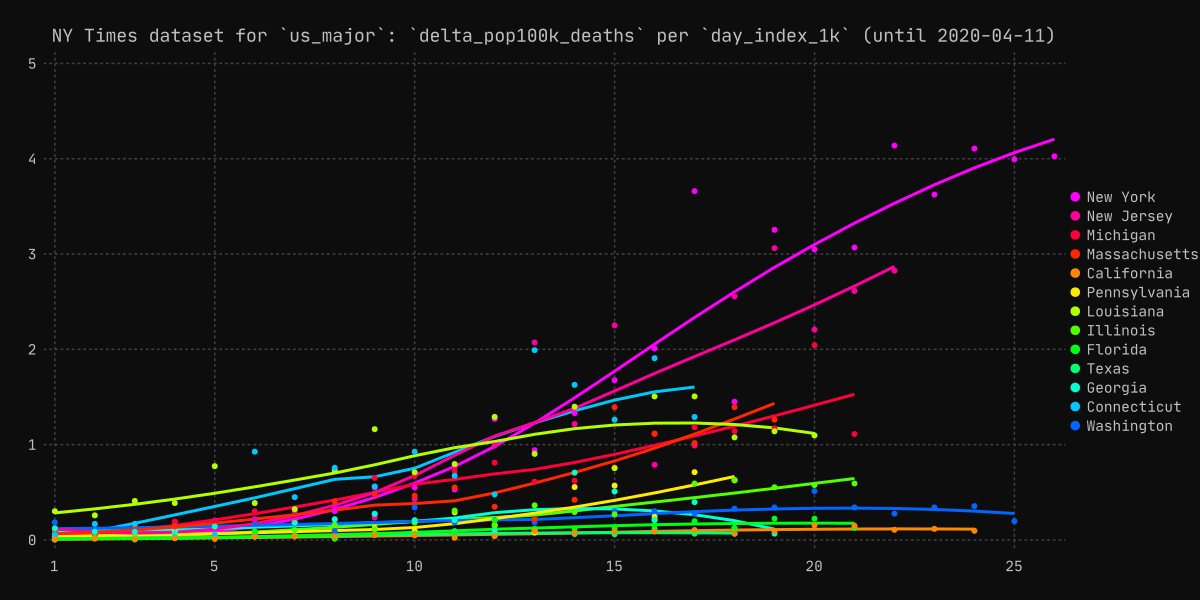 NY Times dataset for `us_major`: `delta_pop100k_deaths` per `day_index_1k` (until 2020-04-11)
5
4
3
2
1
0
1 5 10 15 20 25
New York
New Jersey
Michigan
Massachusetts
California
Pennsylvania
Louisiana
Illinois
Florida
Texas
Georgia
Connecticut
Washington